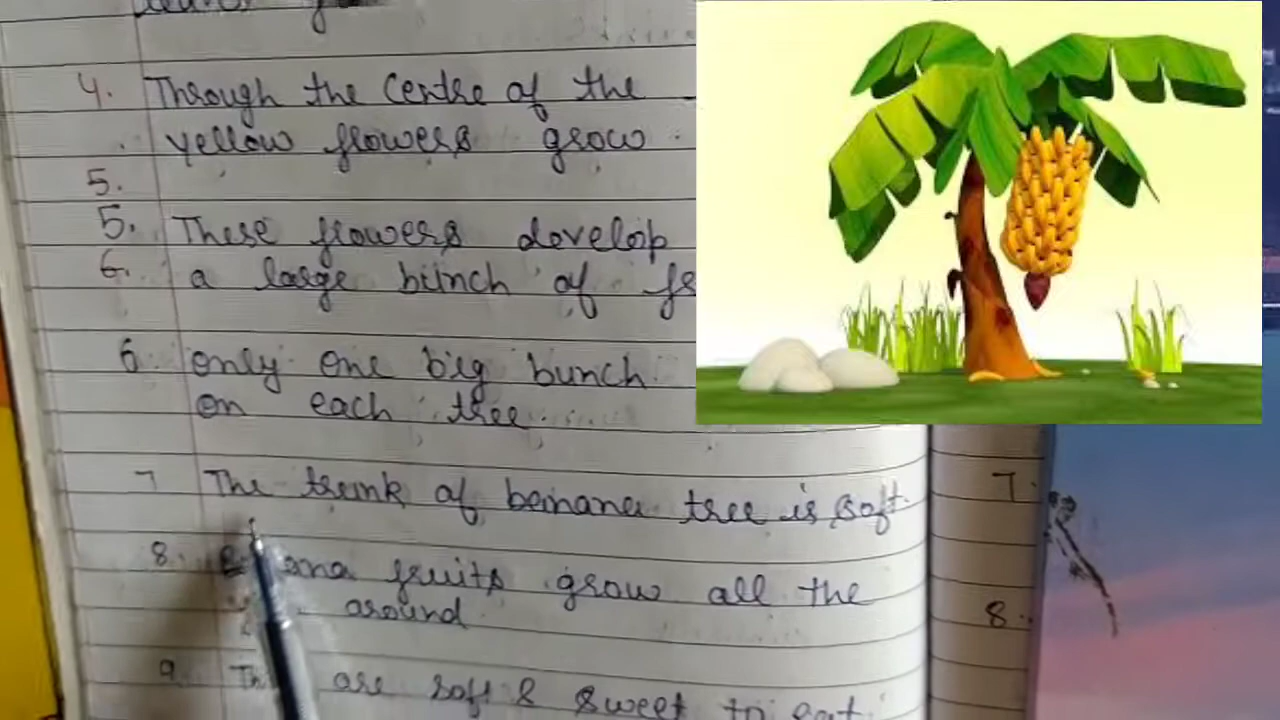 4. Through the Centre of the
yellow flowers grow
5.
5. These flowers develop
6. a large bunch of
6. only one big bunch
on each tree.
7 The trunk of banana tree is soft. 7.
8. fruits grow all the
around. 8.
9. are soft & sweet to eat.